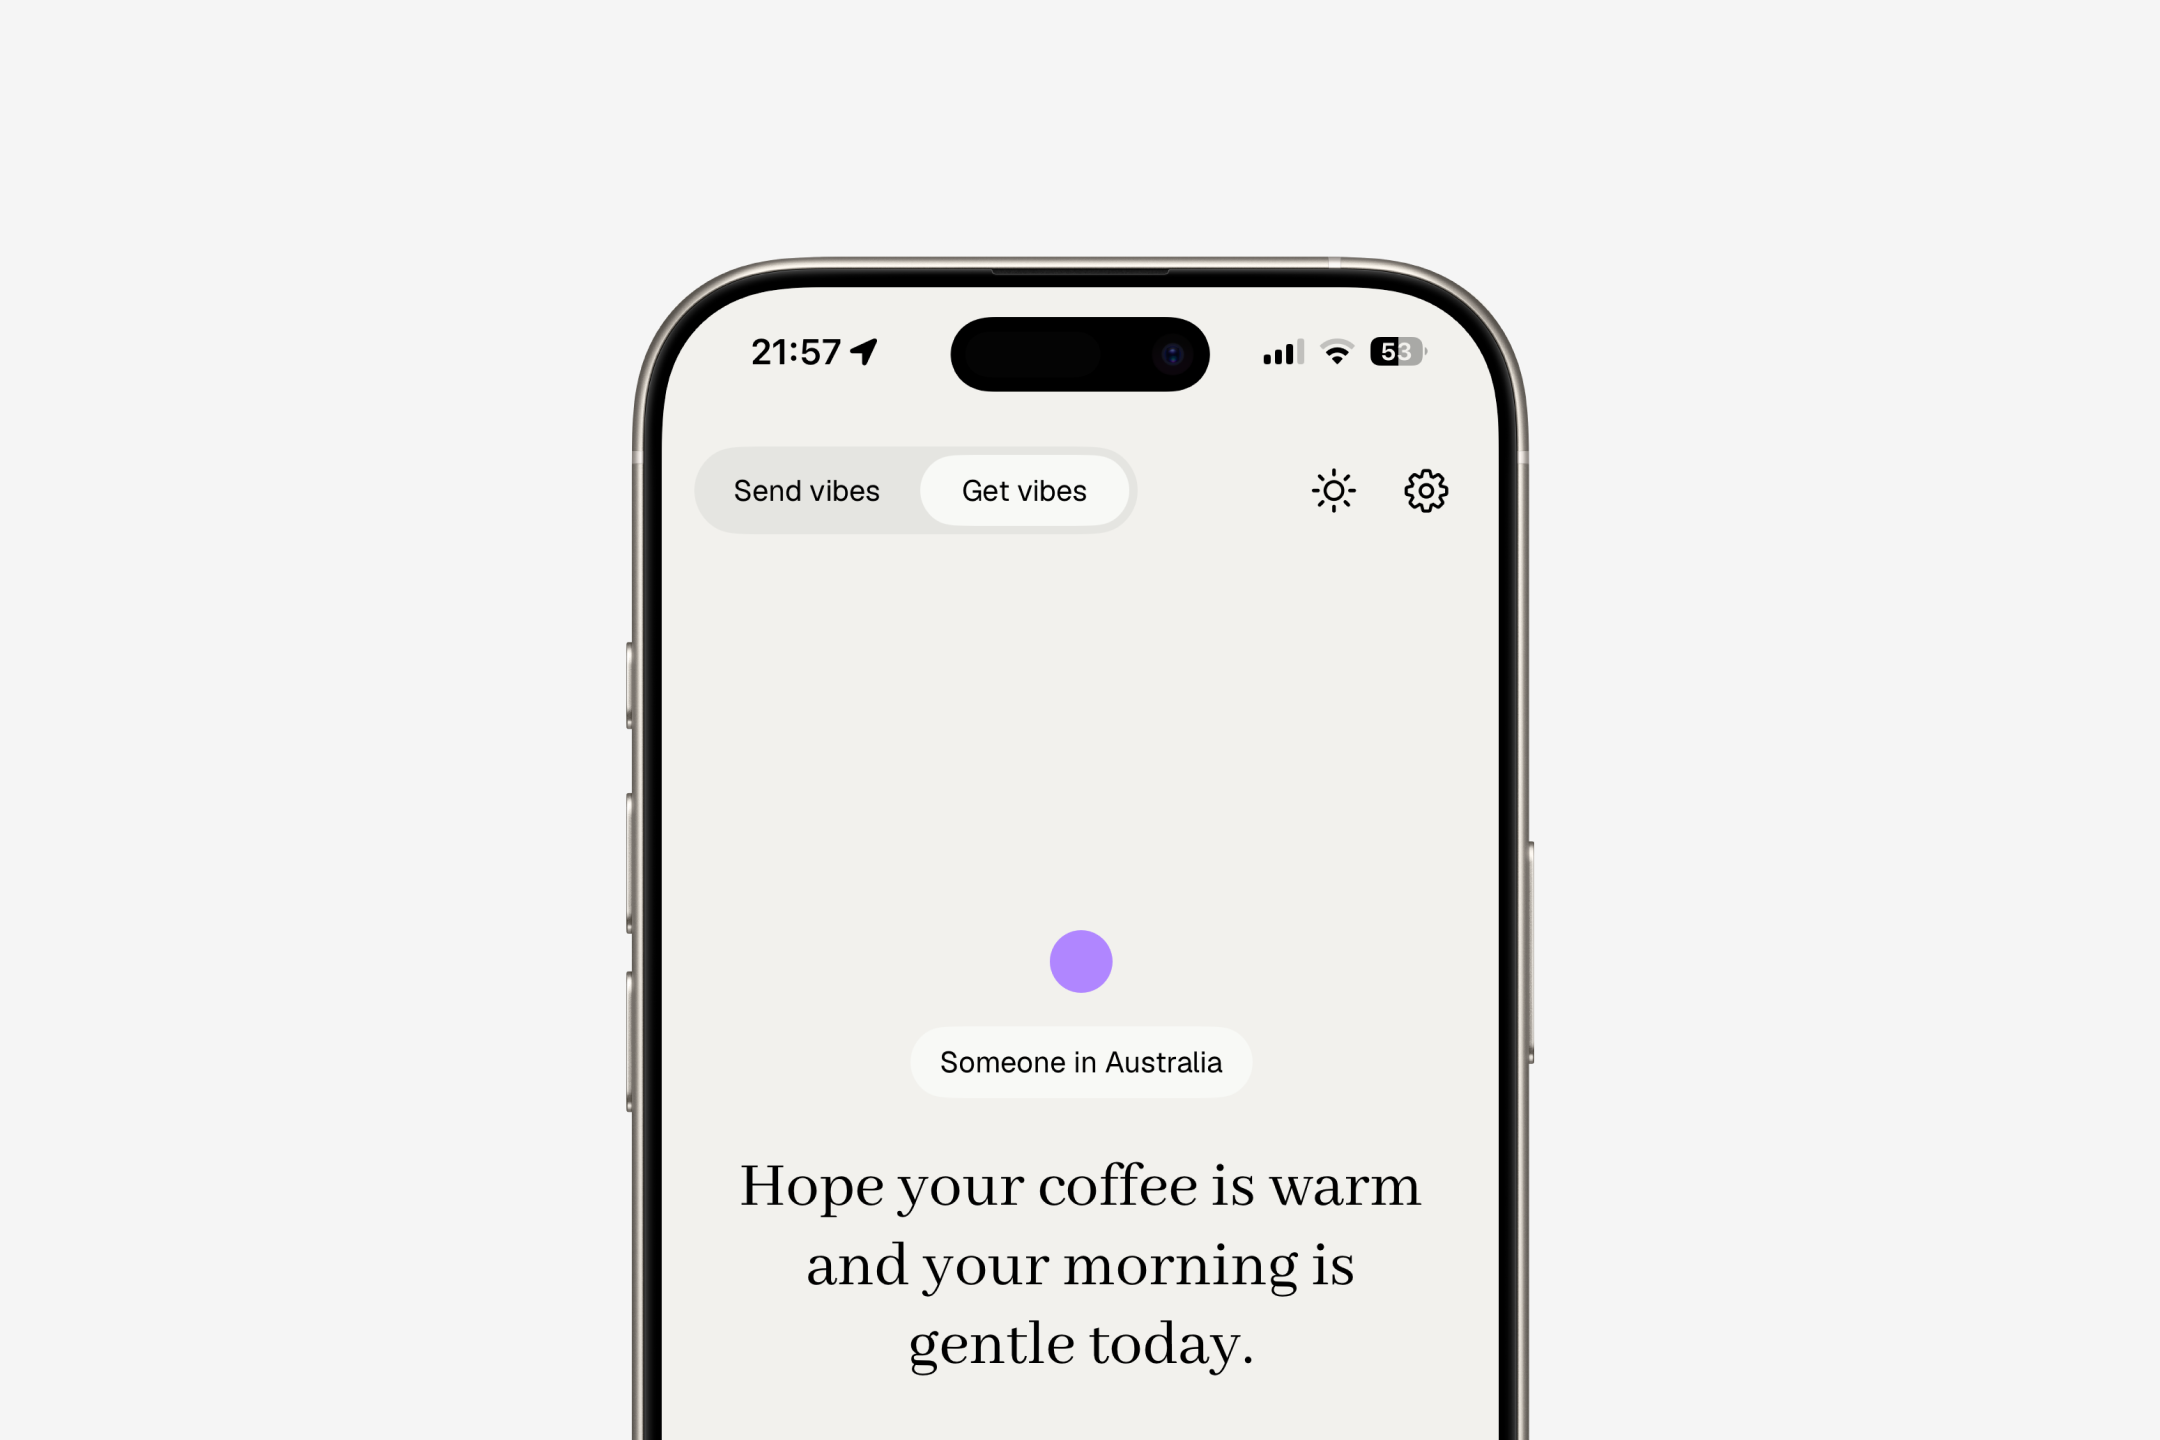 21:57
53
Send vibes
Get vibes
Someone in Australia
Hope your coffee is warm
and your morning is
gentle today.